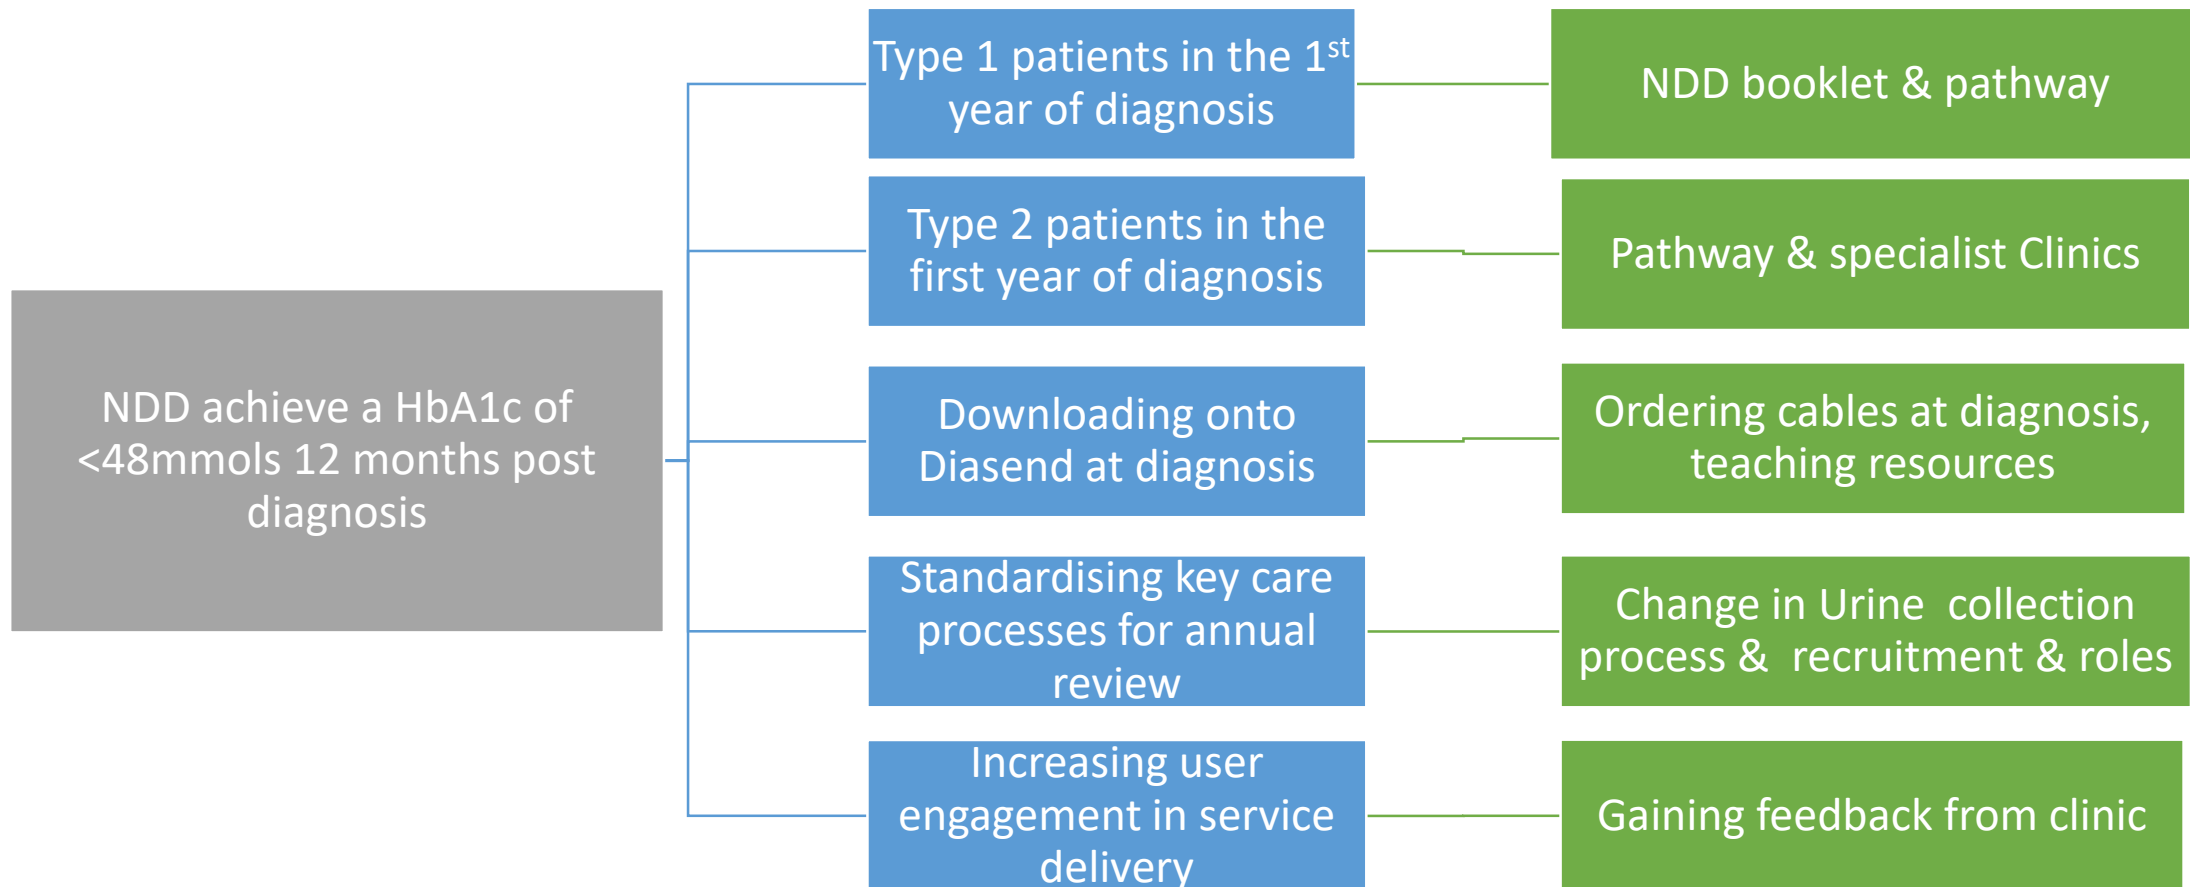 Type 1 patients in the 1st
year of diagnosis
NDD booklet & pathway
Type 2 patients in the
first year of diagnosis
Pathway & specialist Clinics
NDD achieve a HbA1c of
<48mmols 12 months post
diagnosis
Downloading onto
Diasend at diagnosis
Ordering cables at diagnosis,
teaching resources
Standardising key care
processes for annual
review
Change in Urine  collection
process &  recruitment & roles
Increasing user
engagement in service
delivery
Gaining feedback from clinic